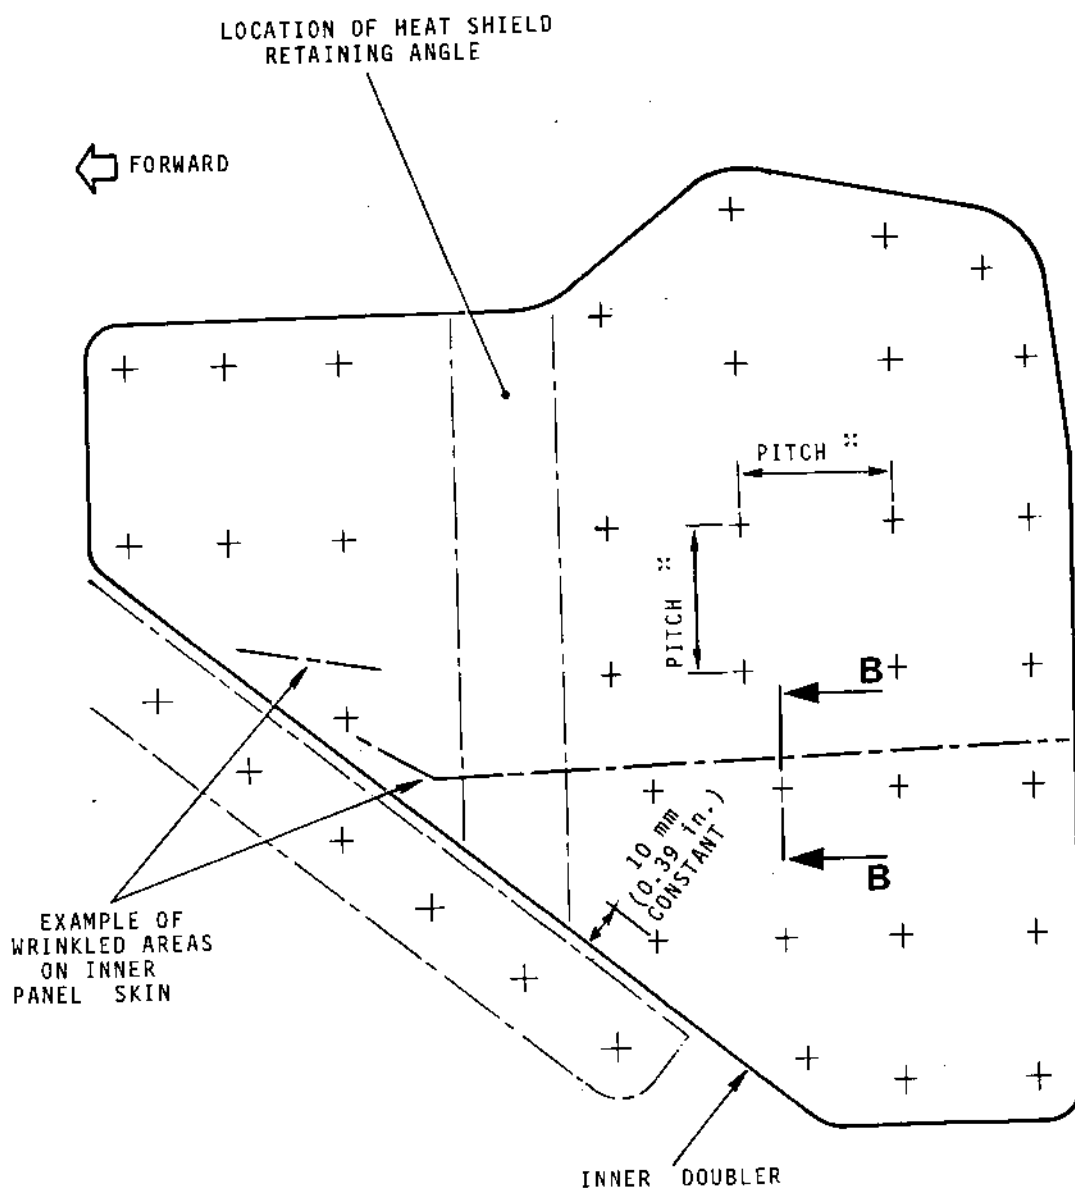 LOCATION OF HEAT SHIELD
RETAINING ANGLE
FORWARD
PITCH ※
PITCH ※
B
B
10 mm
(0.39 in.)
CONSTANT
EXAMPLE OF
WRINKLED AREAS
ON INNER
PANEL SKIN
INNER DOUBLER